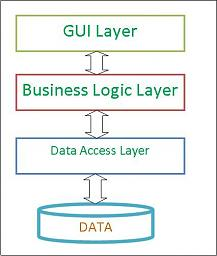 GUI Layer
Business Logic Layer
Data Access Layer
DATA